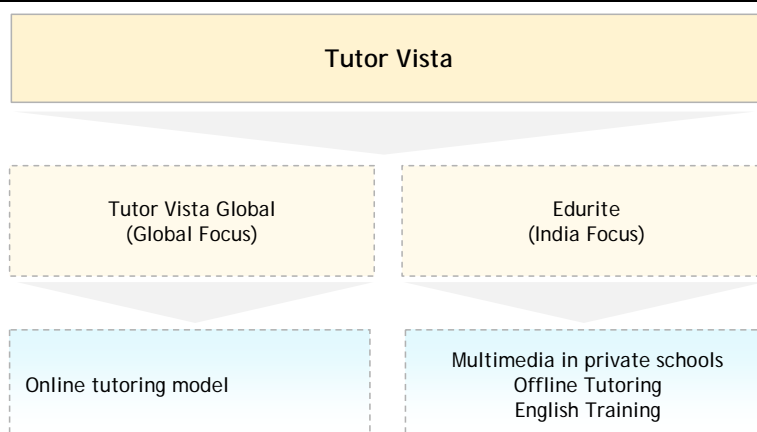 Tutor Vista
Tutor Vista Global
(Global Focus)
Edurite
(India Focus)
Online tutoring model
Multimedia in private schools
Offline Tutoring
English Training